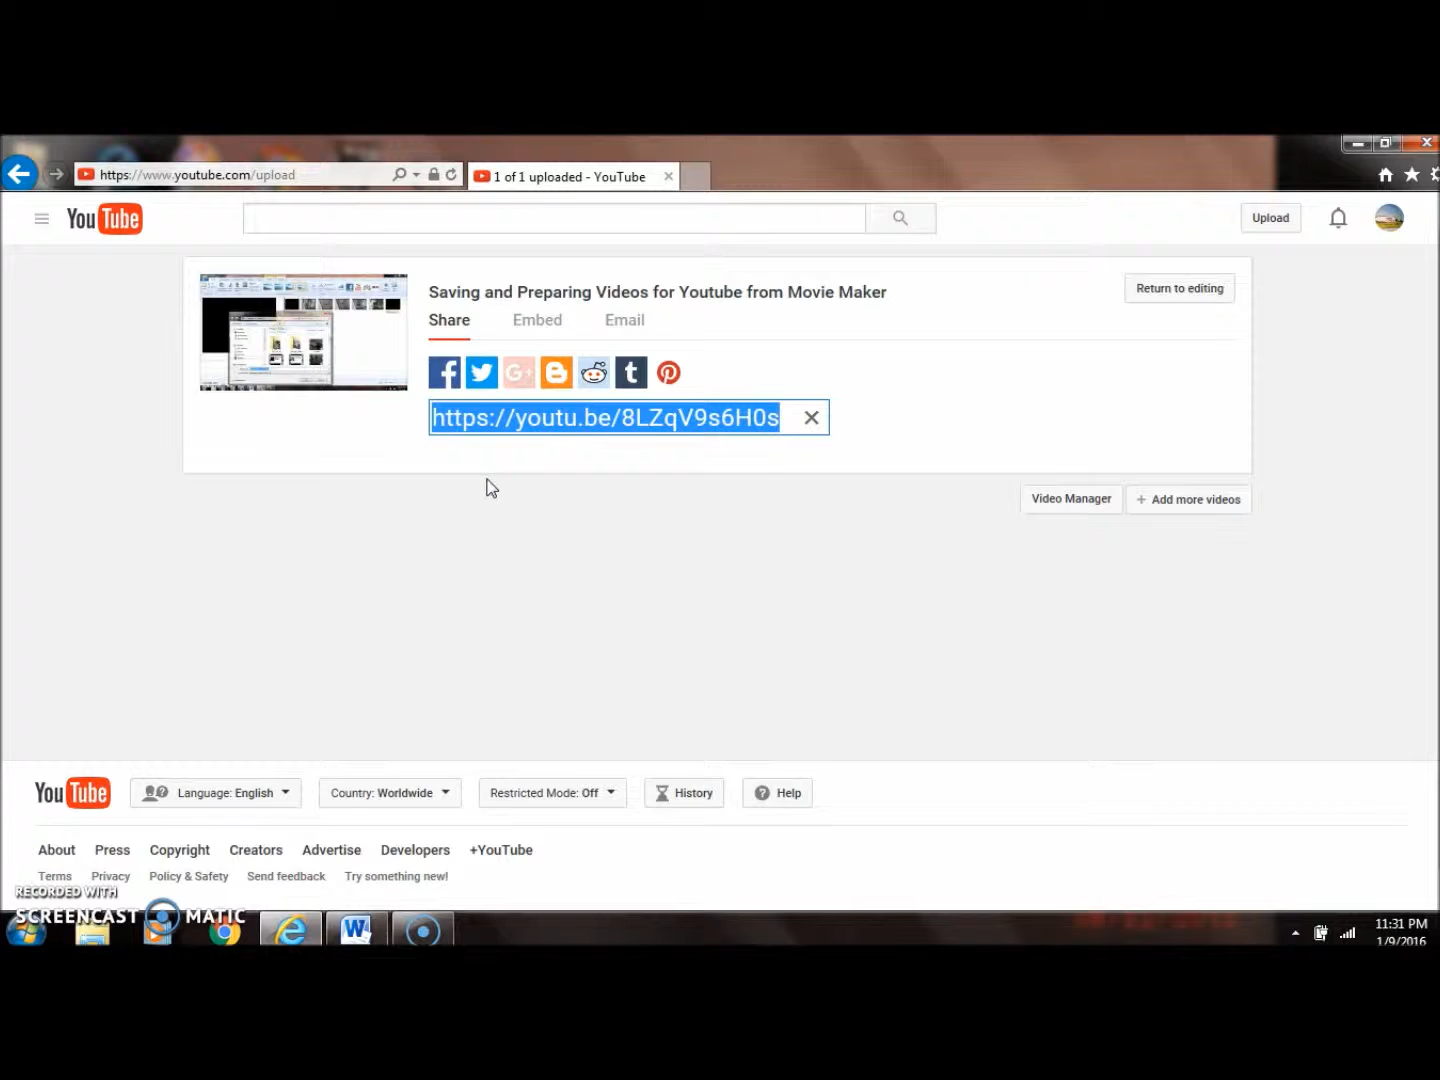 https://www.youtube.com/upload
1 of 1 uploaded - YouTube
YouTube
Upload
Saving and Preparing Videos for Youtube from Movie Maker
Return to editing
Share Embed Email
https://youtu.be/8LZqV9s6H0s
Video Manager
+ Add more videos
YouTube
Language: English
Country: Worldwide
Restricted Mode: Off
History
Help
About Press Copyright Creators Advertise Developers +YouTube
Terms Privacy Policy & Safety Send feedback Try something new!
RECORDED WITH
SCREENCAST MATIC
11:31 PM
1/9/2016